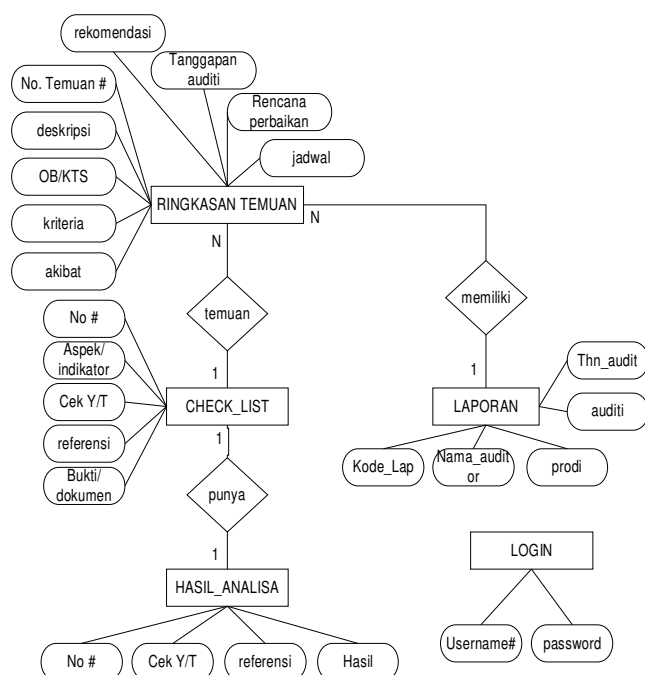 rekomendasi
Tanggapan
auditi
No. Temuan #
Rencana
perbaikan
deskripsi
jadwal
OB/KTS
RINGKASAN TEMUAN
N
N
kriteria
akibat
temuan
memiliki
No #
Aspek/
indikator
1
1
Thn_audit
Cek Y/T
CHECK_LIST
LAPORAN
auditi
1
referensi
Kode_Lap
Nama_audit
or
prodi
Bukti/
dokumen
punya
1
LOGIN
HASIL_ANALISA
Username#
password
No #
Cek Y/T
referensi
Hasil